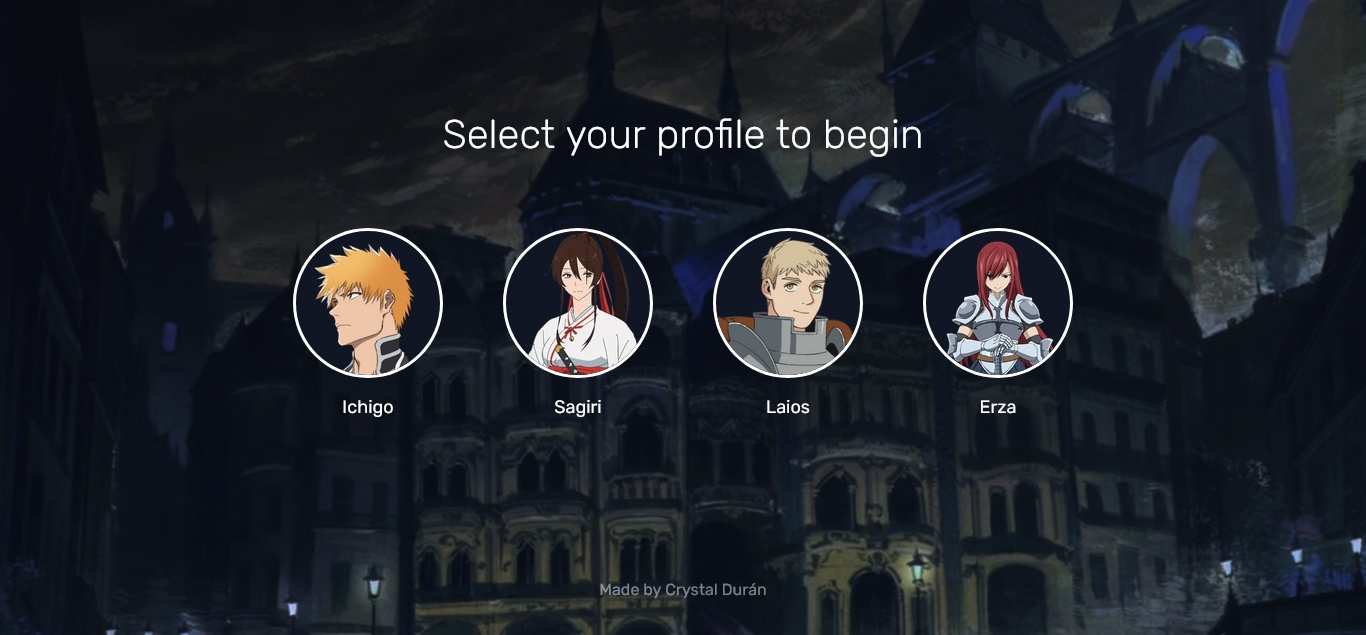 Select your profile to begin
Ichigo
Sagiri
Laios
Erza
Made by Crystal Durán